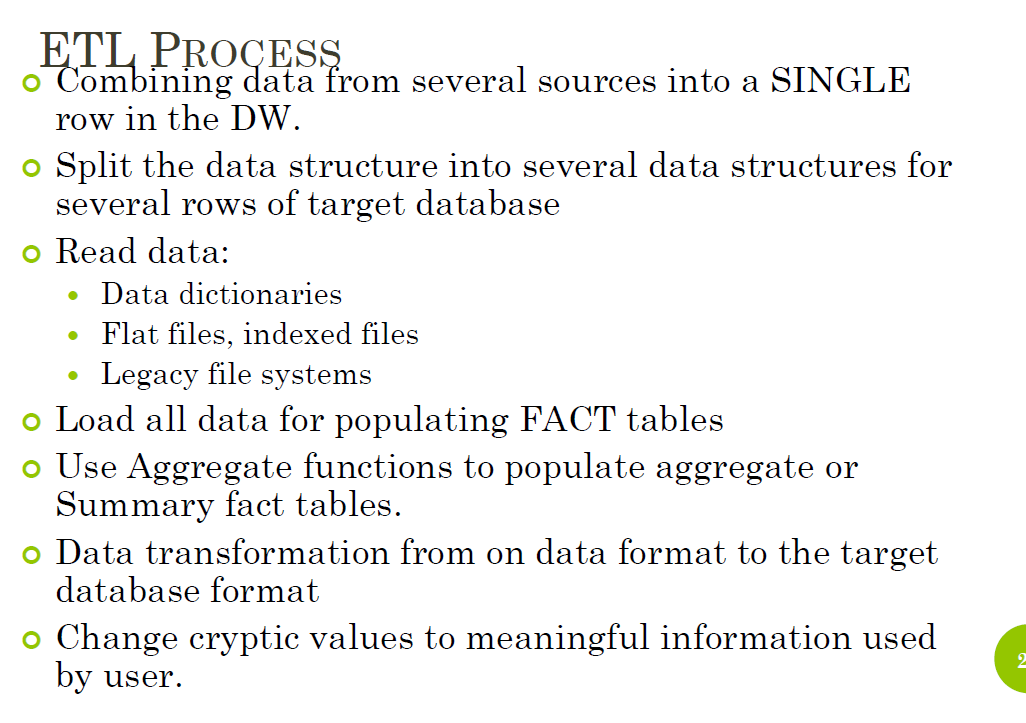 ETL PROCESS
Combining data from several sources into a SINGLE
row in the DW.
Split the data structure into several data structures for
several rows of target database
Read data:
Data dictionaries
Flat files, indexed files
Legacy file systems
Load all data for populating FACT tables
Use Aggregate functions to populate aggregate or
Summary fact tables.
Data transformation from on data format to the target
database format
Change cryptic values to meaningful information used
by user.